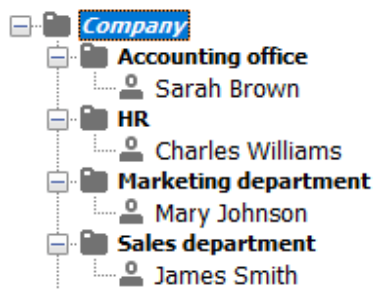 Company
Accounting office
Sarah Brown
HR
Charles Williams
Marketing department
Mary Johnson
Sales department
James Smith